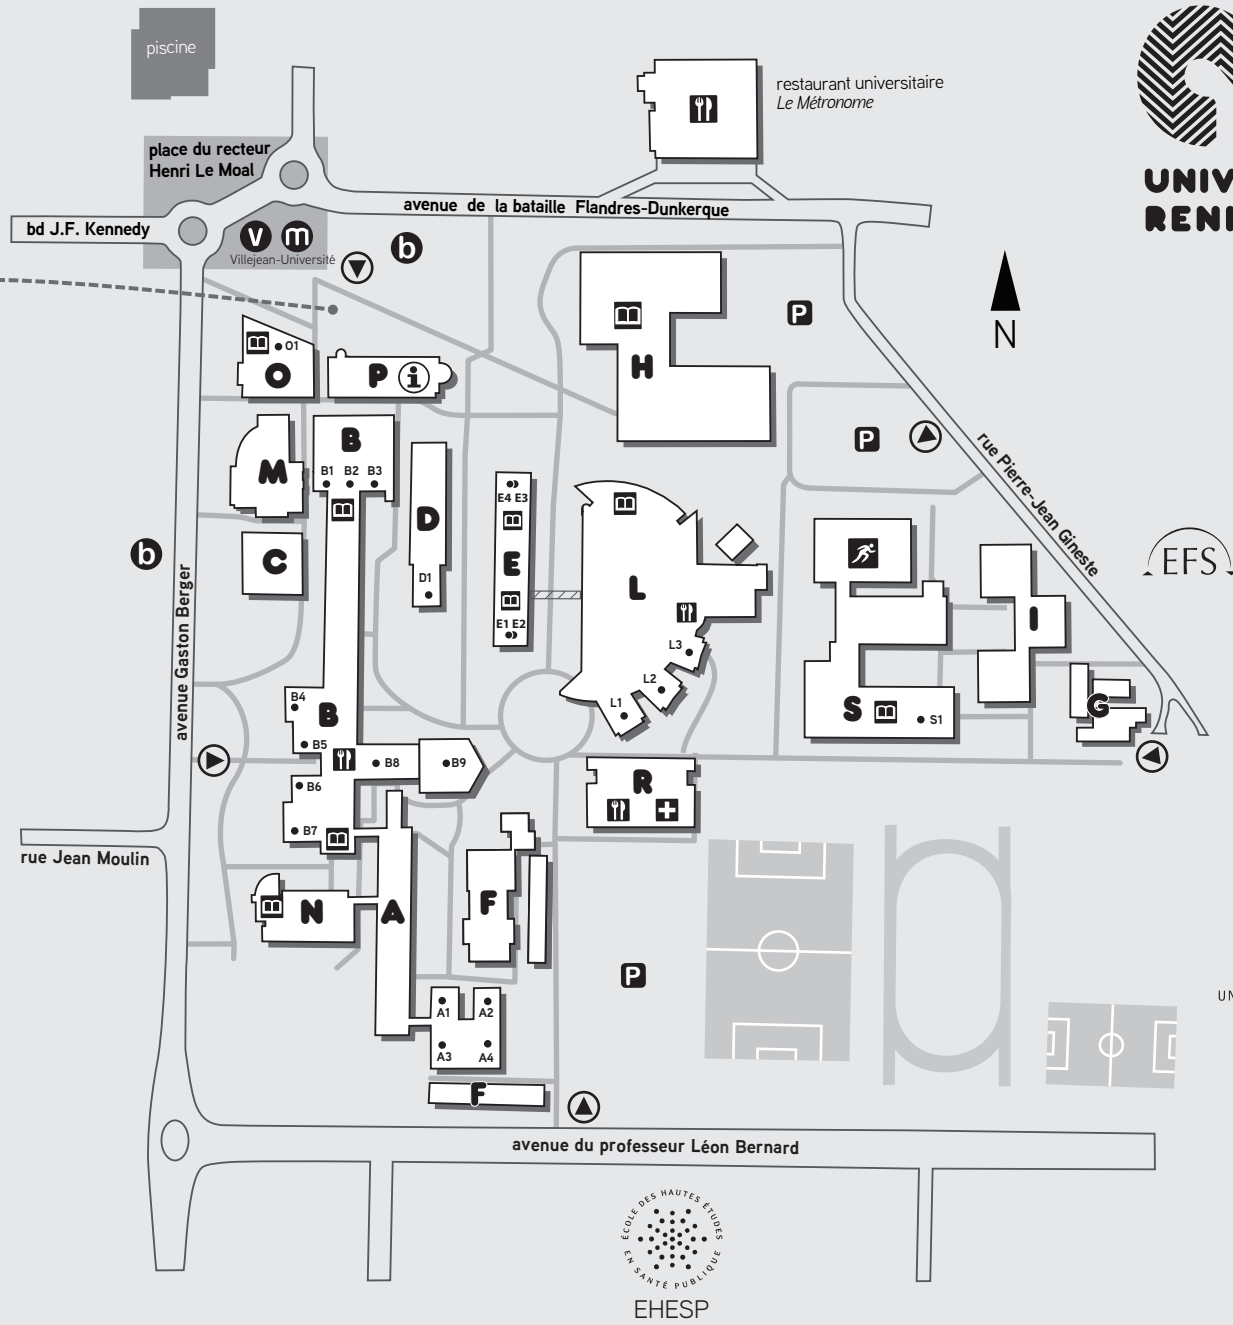 piscine
restaurant universitaire
Le Métronome
place du recteur
Henri Le Moal
UNIV
RENI
avenue de la bataille Flandres-Dunkerque
bd J.F. Kennedy
v m
b
Villejean-Université
P
N
H
O1
O
P i
B
M
B1 B2 B3
P
rue Pierre-Jean Gineste
E4 E3
D
b
C
E
L
EFS
D1
E1 E2
I
avenue Gaston Berger
L3
L2
B4
L1
B
S
S1
G
B5
B8
B9
B6
R
B7
rue Jean Moulin
N
A
F
P
UN
A1 A2
A3 A4
F
avenue du professeur Léon Bernard
ÉCOLE DES HAUTES ÉTUDES
EN SANTÉ PUBLIQUE
EHESP